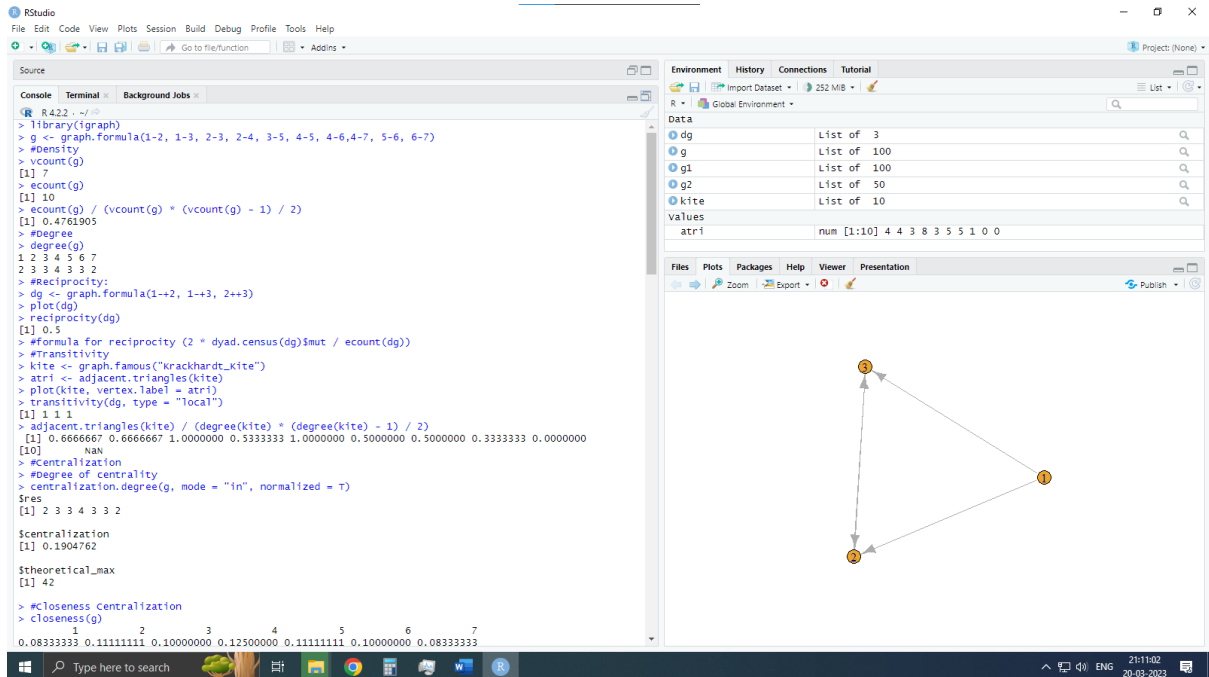 RStudio
File Edit Code View Plots Session Build Debug Profile Tools Help
Go to file/function Addins
Project: (None)
Source
Console Terminal Background Jobs
R 4.2.2 · ~/
> library(igraph)
> g <- graph.formula(1-2, 1-3, 2-3, 2-4, 3-5, 4-5, 4-6,4-7, 5-6, 6-7)
> #Density
> vcount(g)
[1] 7
> ecount(g)
[1] 10
> ecount(g) / (vcount(g) * (vcount(g) - 1) / 2)
[1] 0.4761905
> #Degree
> degree(g)
1 2 3 4 5 6 7
2 3 3 4 3 3 2
> #Reciprocity:
> dg <- graph.formula(1-+2, 1-+3, 2++3)
> plot(dg)
> reciprocity(dg)
[1] 0.5
> #formula for reciprocity (2 * dyad.census(dg)$mut / ecount(dg))
> #Transitivity
> kite <- graph.famous("Krackhardt_Kite")
> atri <- adjacent.triangles(kite)
> plot(kite, vertex.label = atri)
> transitivity(dg, type = "local")
[1] 1 1 1
> adjacent.triangles(kite) / (degree(kite) * (degree(kite) - 1) / 2)
[1] 0.6666667 0.6666667 1.0000000 0.5333333 1.0000000 0.5000000 0.5000000 0.3333333 0.0000000
[10] NaN
> #Centralization
> #Degree of centrality
> centralization.degree(g, mode = "in", normalized = T)
$res
[1] 2 3 3 4 3 3 2
$centralization
[1] 0.1904762
$theoretical_max
[1] 42
> #Closeness Centralization
> closeness(g)
1 2 3 4 5 6 7
0.08333333 0.11111111 0.10000000 0.12500000 0.11111111 0.10000000 0.08333333
Environment History Connections Tutorial
Import Dataset 252 MiB List
R Global Environment
Data
dg List of 3
g List of 100
g1 List of 100
g2 List of 50
kite List of 10
Values
atri num [1:10] 4 4 3 8 3 5 5 1 0 0
Files Plots Packages Help Viewer Presentation
Zoom Export Publish
3
1
2
Type here to search
W
R
ENG
21:11:02
20-03-2023